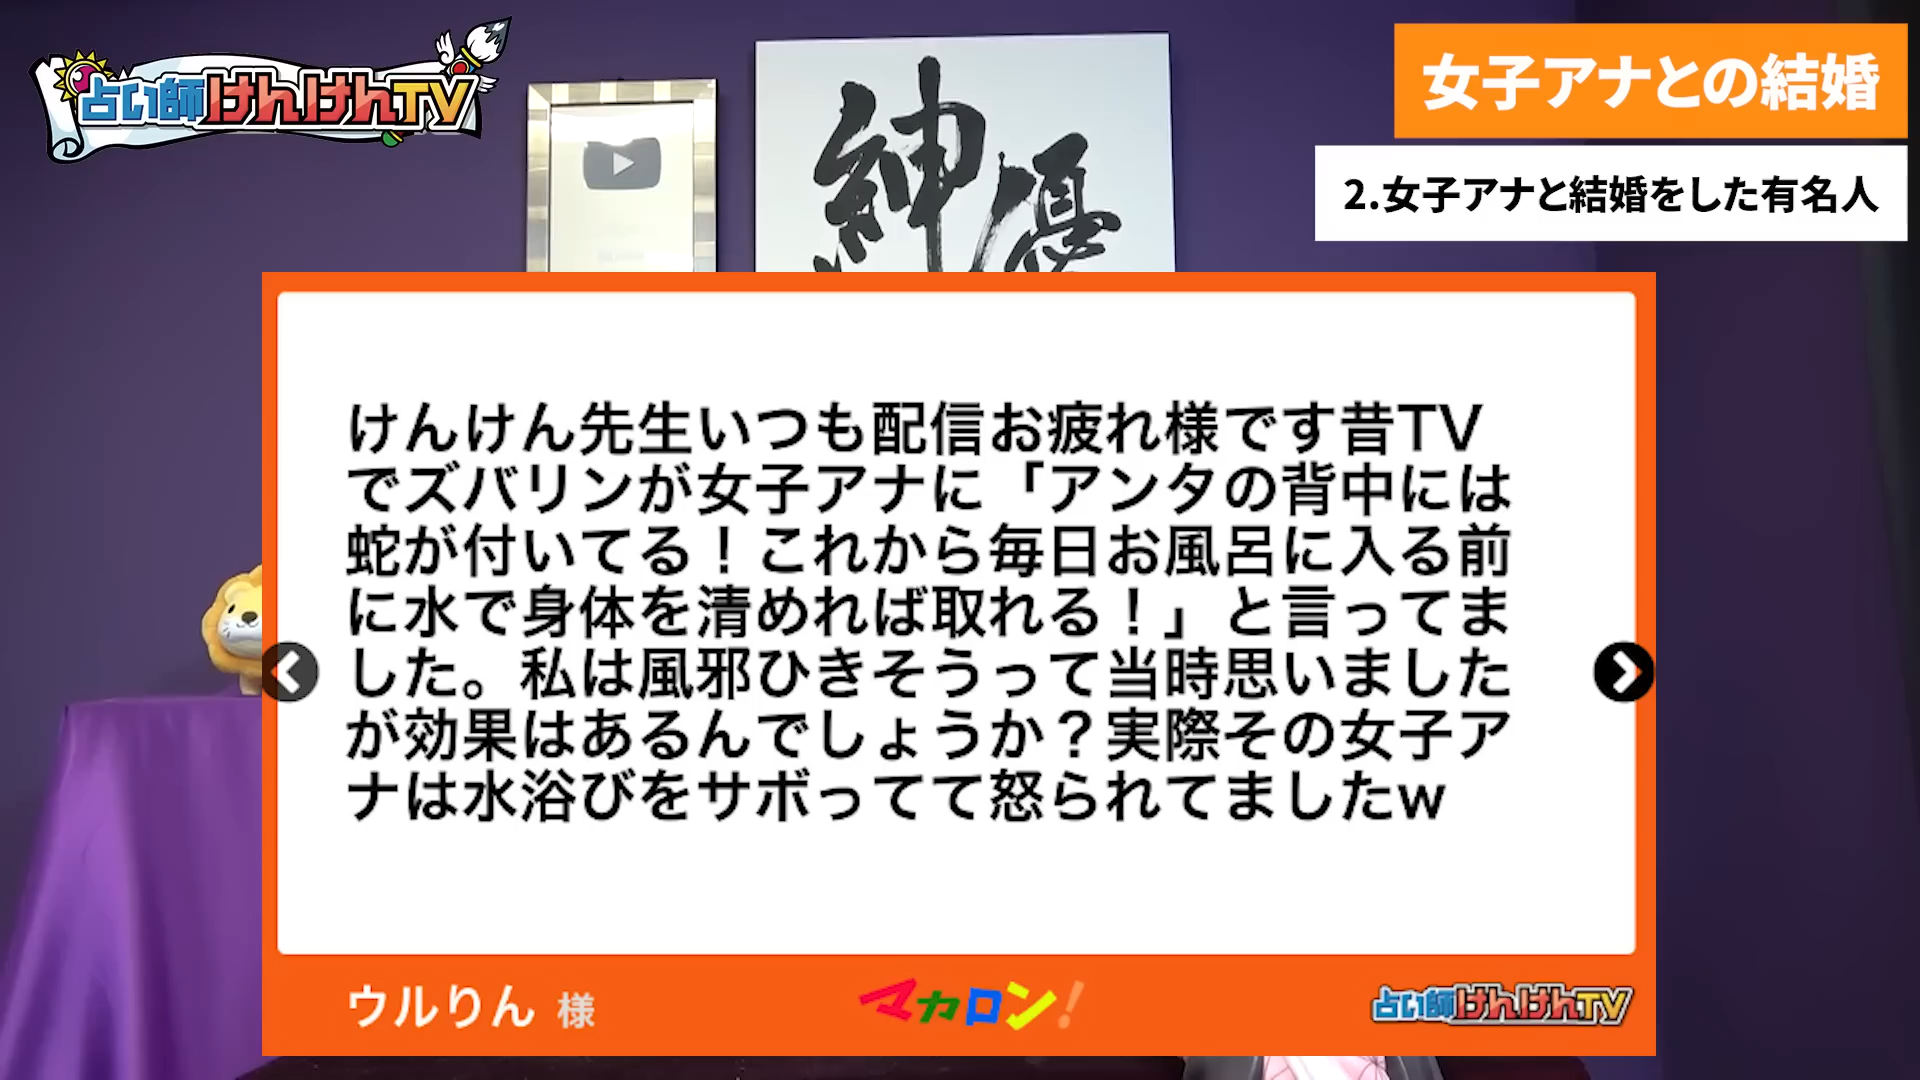 占い師けんけんTV
紳
優
女子アナとの結婚
2.女子アナと結婚をした有名人
けんけん先生いつも配信お疲れ様です昔TV
でズバリンが女子アナに「アンタの背中には
蛇が付いてる！これから毎日お風呂に入る前
に水で身体を清めれば取れる！」と言ってま
した。私は風邪ひきそうって当時思いました
が効果はあるんでしょうか？実際その女子ア
ナは水浴びをサボってて怒られてましたw
ウルりん 様
マカロン！
占い師けんけんTV